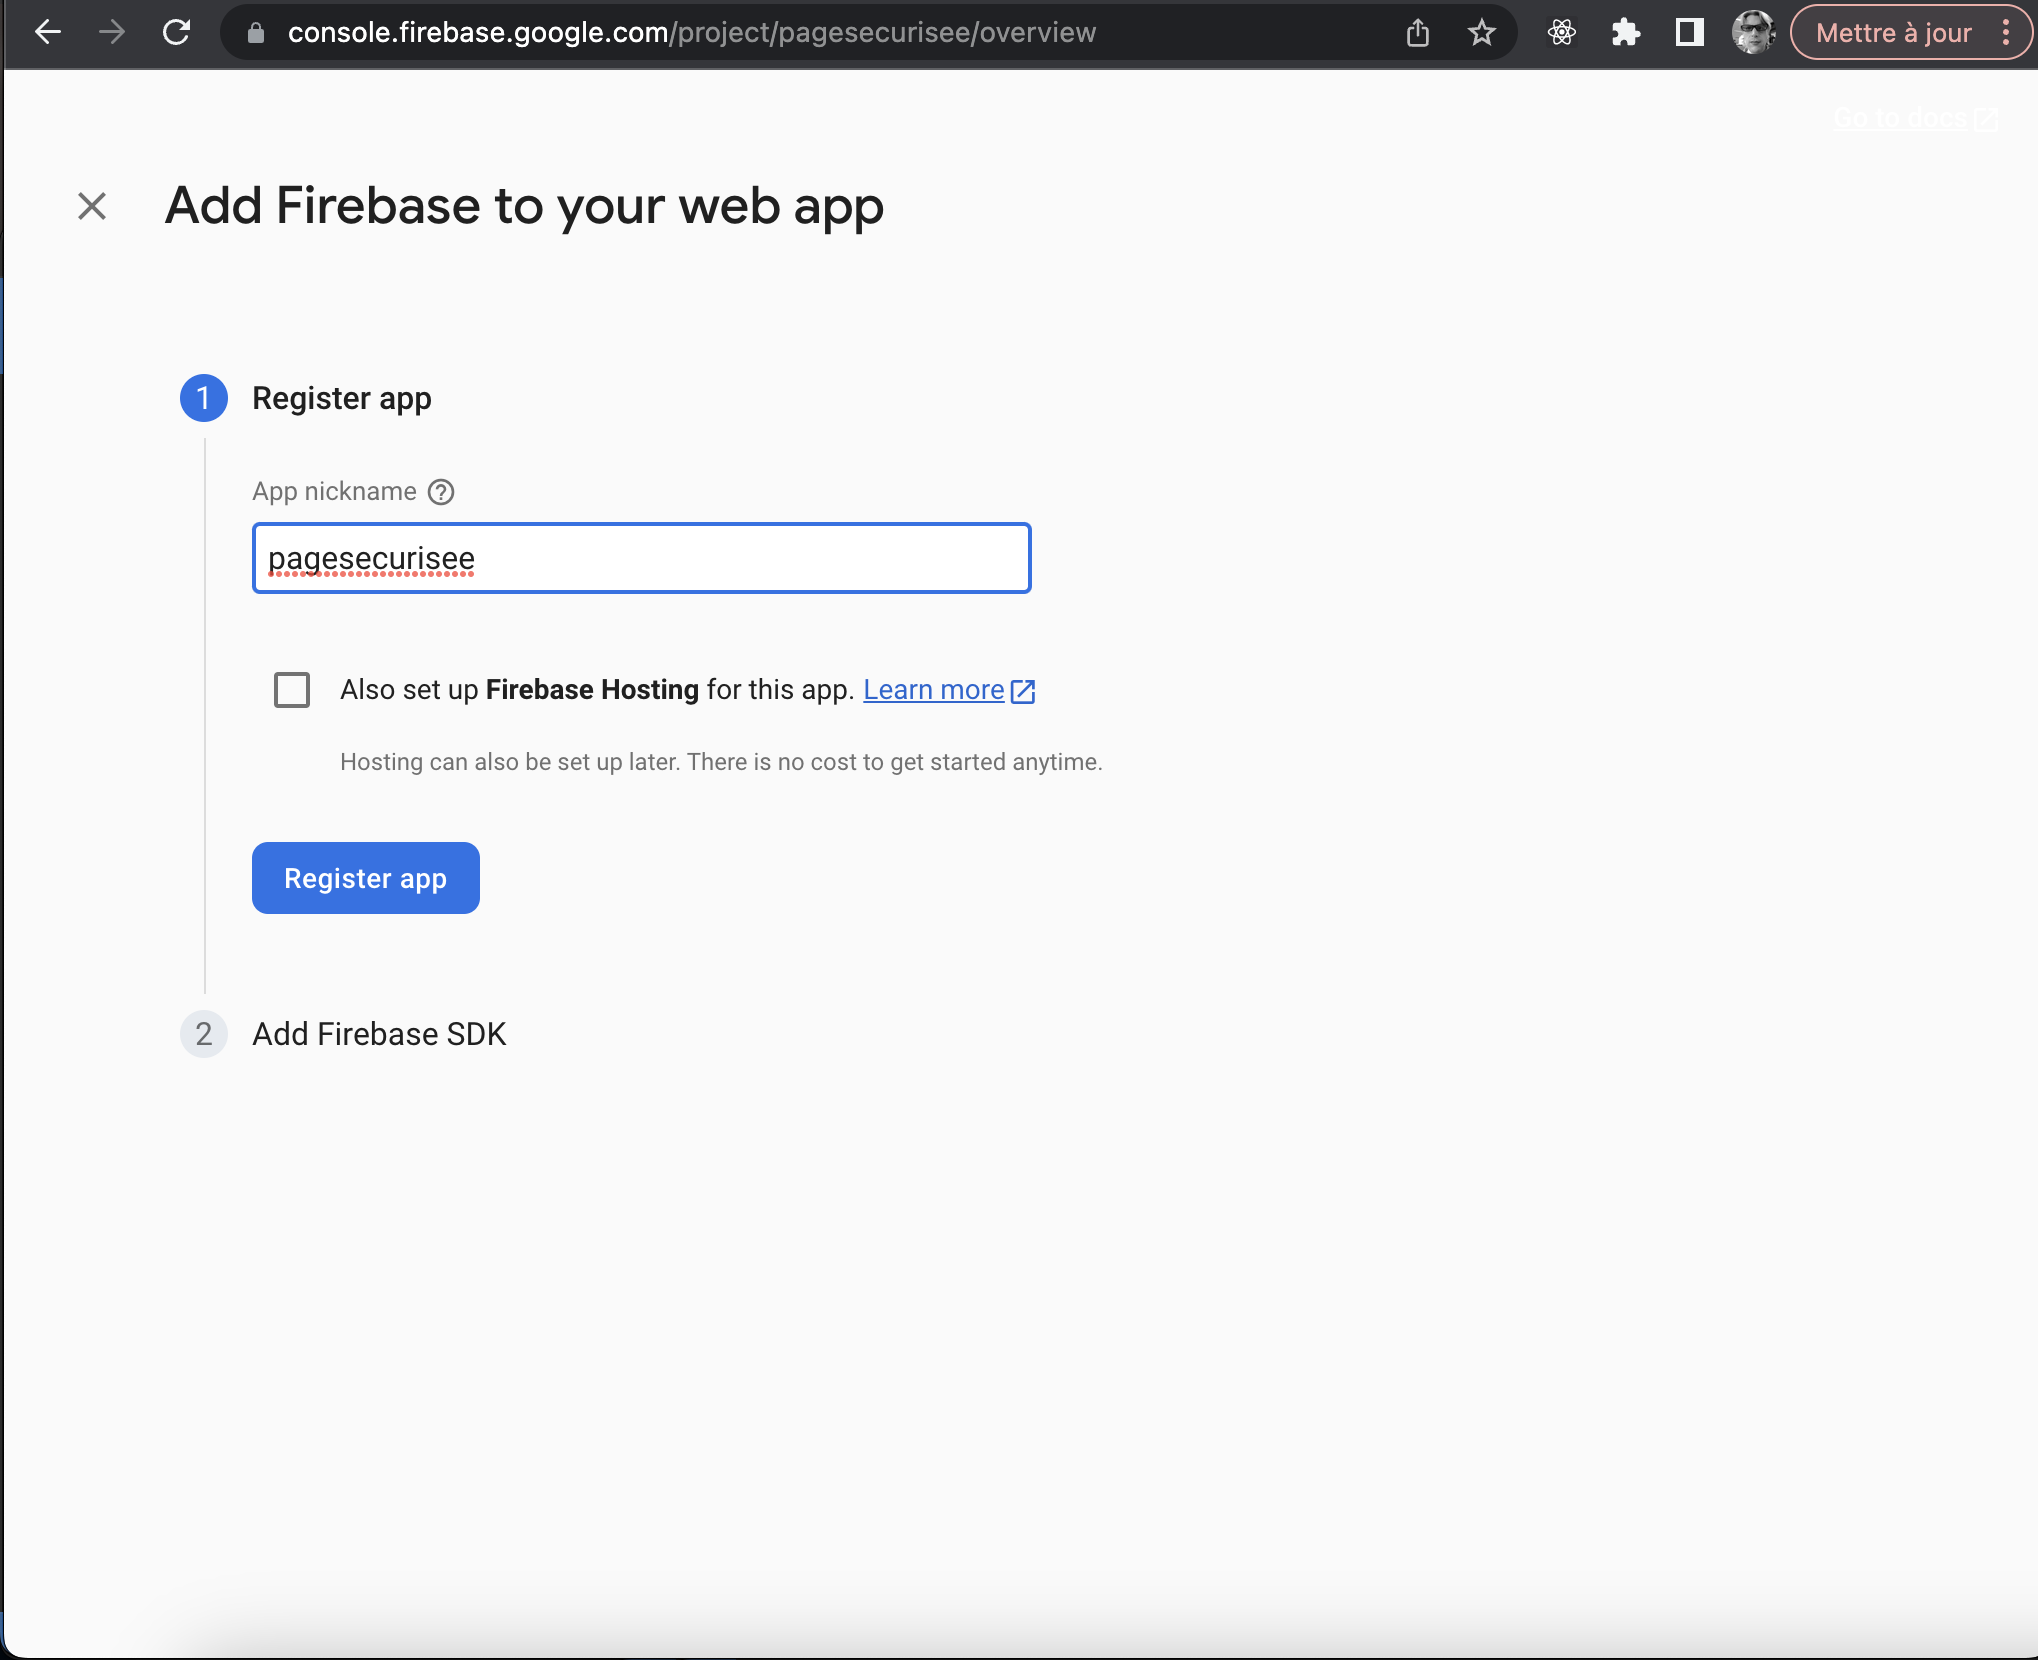 console.firebase.google.com/project/pagesecurisee/overview
Mettre à jour
Go to docs
Add Firebase to your web app
1 Register app
App nickname
pagesecurisee
Also set up Firebase Hosting for this app. Learn more
Hosting can also be set up later. There is no cost to get started anytime.
Register app
2 Add Firebase SDK